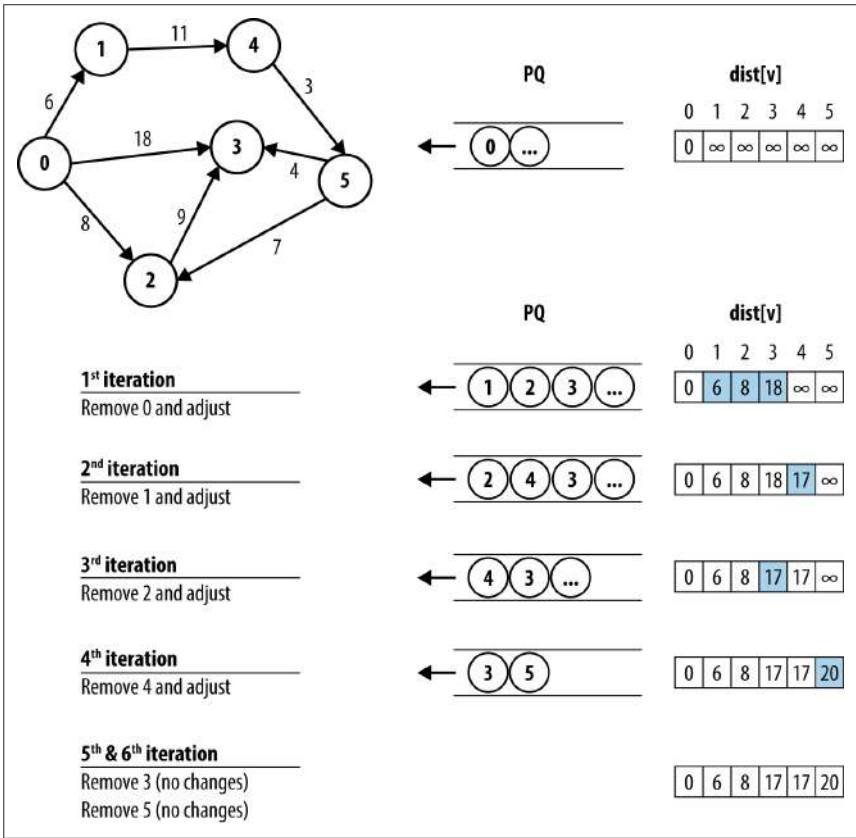 1 11 4
PQ dist[v]
6 3 0 1 2 3 4 5
0 18 3 4 5 0 ... 0 ∞ ∞ ∞ ∞ ∞
8 9 7
2
PQ dist[v]
0 1 2 3 4 5
1st iteration
Remove 0 and adjust
1 2 3 ... 0 6 8 18 ∞ ∞
2nd iteration
Remove 1 and adjust
2 4 3 ... 0 6 8 18 17 ∞
3rd iteration
Remove 2 and adjust
4 3 ... 0 6 8 17 17 ∞
4th iteration
Remove 4 and adjust
3 5 0 6 8 17 17 20
5th & 6th iteration
Remove 3 (no changes)
Remove 5 (no changes)
0 6 8 17 17 20